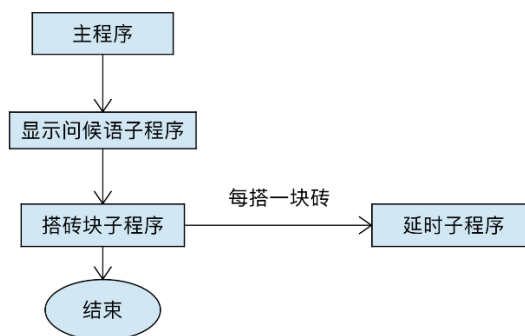 主程序
显示问候语子程序
每搭一块砖
搭砖块子程序
延时子程序
结束